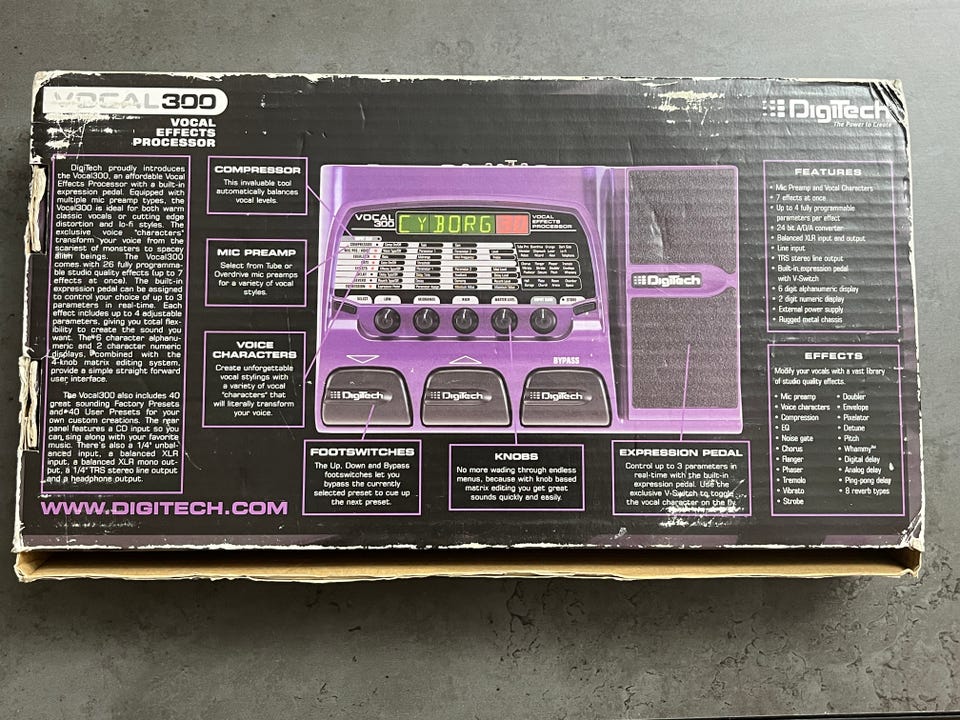 VOCAL300
VOCAL
EFFECTS
PROCESSOR
DigiTech
The Power to Create
DigiTech proudly introduces
the Vocal300, an affordable Vocal
Effects Processor with a built-in
expression pedal. Equipped with
multiple mic preamp types, the
Vocal300 is ideal for both warm
classic vocals or cutting edge
distortion and lo-fi styles. The
exclusive voice "characters"
transform your voice from the
scariest of monsters to spacey
alien beings. The Vocal300
comes with 26 fully programma-
ble studio quality effects (up to 7
effects at once). The built-in
expression pedal can be assigned
to control your choice of up to 3
parameters in real-time. Each
effect includes up to 4 adjustable
parameters, giving you total flex-
ibility to create the sound you
want. The 6 character alphanu-
meric and 2 character numeric
displays, combined with the
4-knob matrix editing system,
provide a simple straight forward
user interface.
The Vocal300 also includes 40
great sounding Factory Presets
and 40 User Presets for your
own custom creations. The rear
panel features a CD input so you
can sing along with your favorite
music. There's also a 1/4" unbal-
anced input, a balanced XLR
input, a balanced XLR mono out-
put, a 1/4" TRS stereo line output
and a headphone output.
WWW.DIGITECH.COM
COMPRESSOR
This invaluable tool
automatically balances
vocal levels.
MIC PREAMP
Select from Tube or
Overdrive mic preamps
for a variety of vocal
styles.
VOICE
CHARACTERS
Create unforgettable
vocal stylings with
a variety of vocal
"characters" that
will literally transform
your voice.
VOCAL
300
CYBORG
VOCAL
EFFECTS
PROCESSOR
SELECT
MASTER LEVEL
STORE
BYPASS
DigiTech
DigiTech
DigiTech
DigiTech
FOOTSWITCHES
The Up, Down and Bypass
footswitches let you
bypass the currently
selected preset to cue up
the next preset.
KNOBS
No more wading through endless
menus, because with knob based
matrix editing you get great
sounds quickly and easily.
EXPRESSION PEDAL
Control up to 3 parameters in
real-time with the built-in
expression pedal. Use the
exclusive V-Switch to toggle
the vocal character on the fly.
FEATURES
• Mic Preamp and Vocal Characters
• 7 effects at once
• Up to 4 fully programmable
parameters per effect
• 24 bit A/D/A converter
• Balanced XLR input and output
• Line input
• TRS stereo line output
• Built-in expression pedal
with V-Switch
• 6 digit alphanumeric display
• 2 digit numeric display
• External power supply
• Rugged metal chassis
EFFECTS
Modify your vocals with a vast library
of studio quality effects.
• Mic preamp
• Voice characters
• Compressor
• EQ
• Noise gate
• Chorus
• Flanger
• Phaser
• Tremolo
• Vibrato
• Strobe
• Doubler
• Envelope
• Pixelator
• Detune
• Pitch
• Whammy™
• Digital delay
• Analog delay
• Ping-pong delay
• 8 reverb types